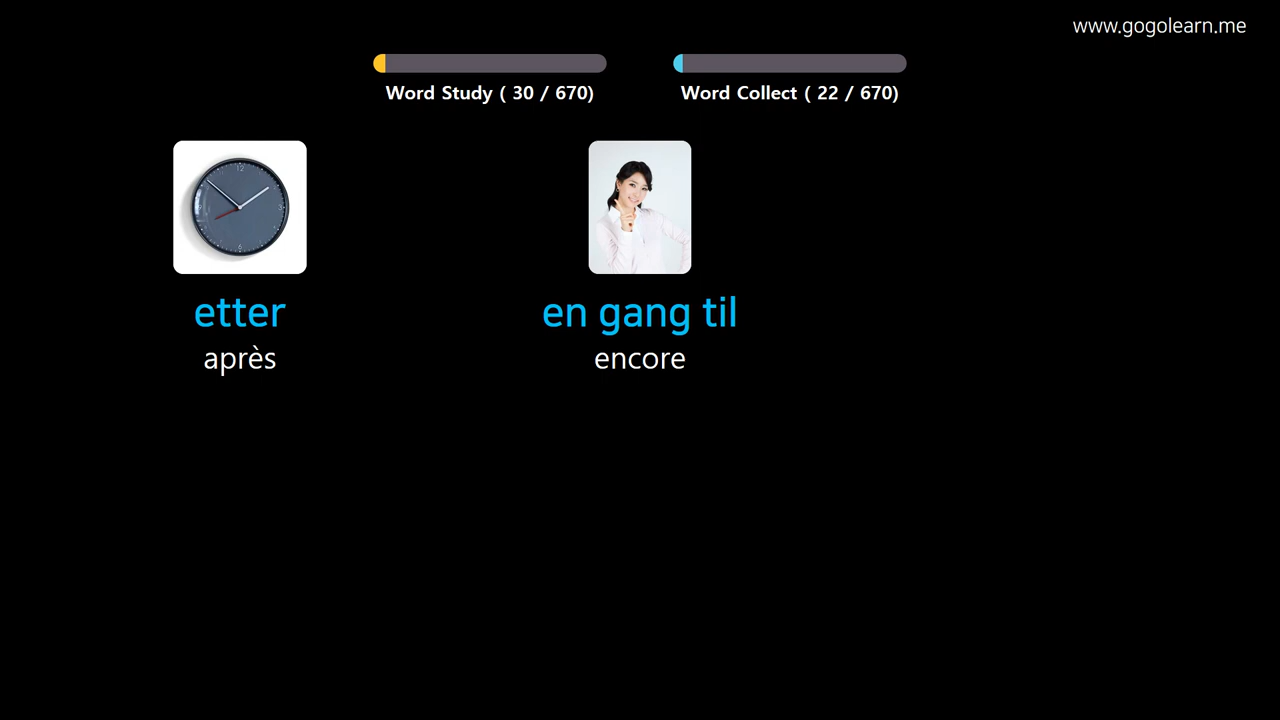 www.gogolearn.me
Word Study ( 30 / 670)
Word Collect ( 22 / 670)
etter
après
en gang til
encore